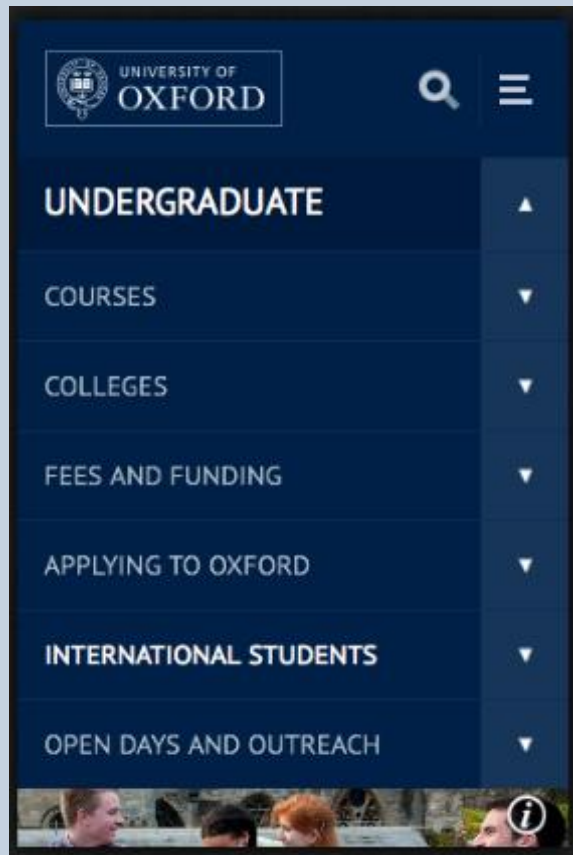 UNIVERSITY OF
OXFORD
UNDERGRADUATE
COURSES
COLLEGES
FEES AND FUNDING
APPLYING TO OXFORD
INTERNATIONAL STUDENTS
OPEN DAYS AND OUTREACH
i